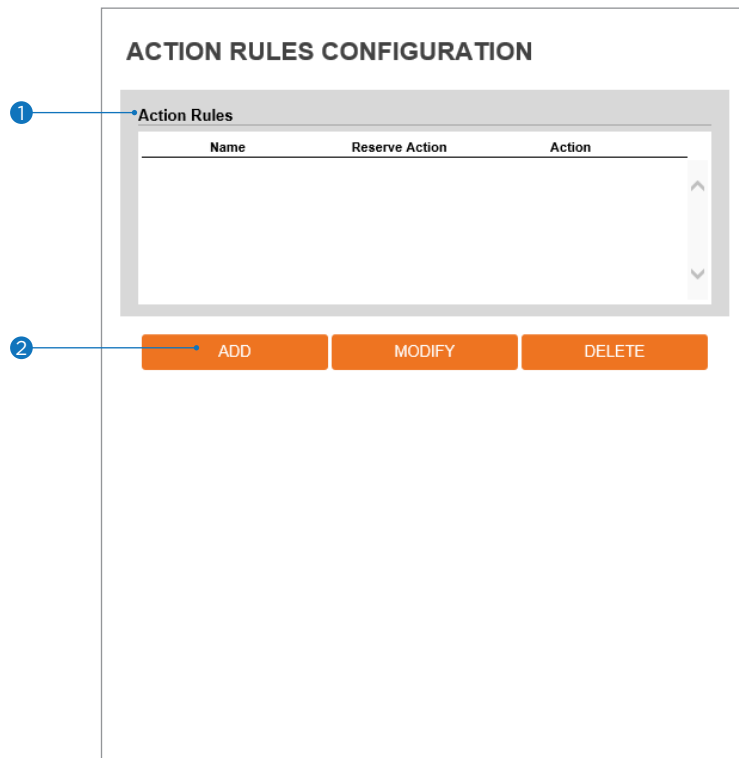 ACTION RULES CONFIGURATION
1
Action Rules
Name Reserve Action Action
2
ADD MODIFY DELETE